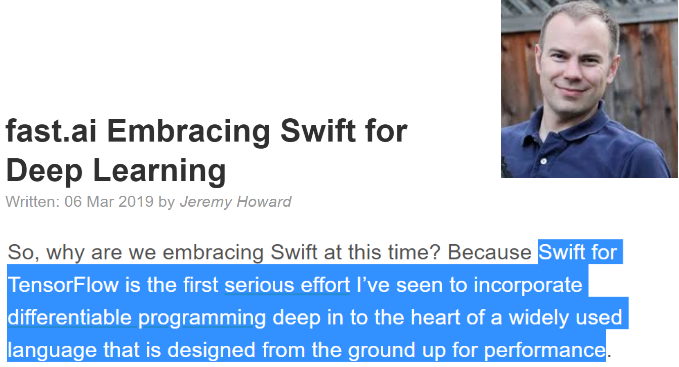 fast.ai Embracing Swift for
Deep Learning
Written: 06 Mar 2019 by Jeremy Howard
So, why are we embracing Swift at this time? Because Swift for
TensorFlow is the first serious effort I’ve seen to incorporate
differentiable programming deep in to the heart of a widely used
language that is designed from the ground up for performance.